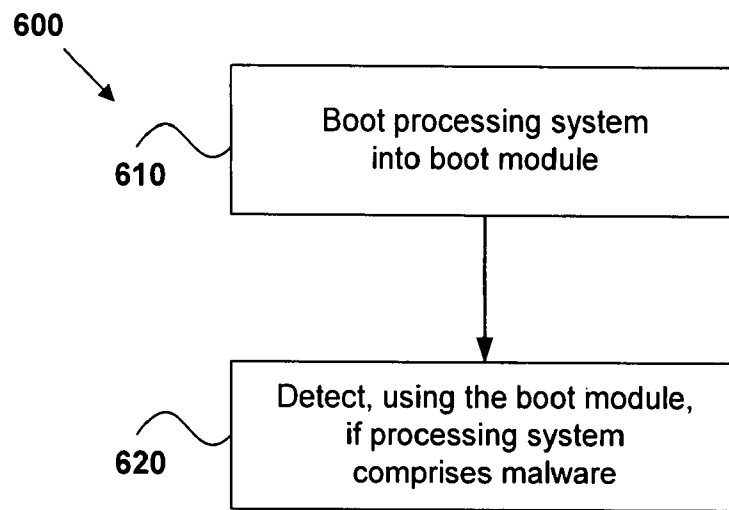 600
Boot processing system
into boot module
610
Detect, using the boot module,
if processing system
comprises malware
620